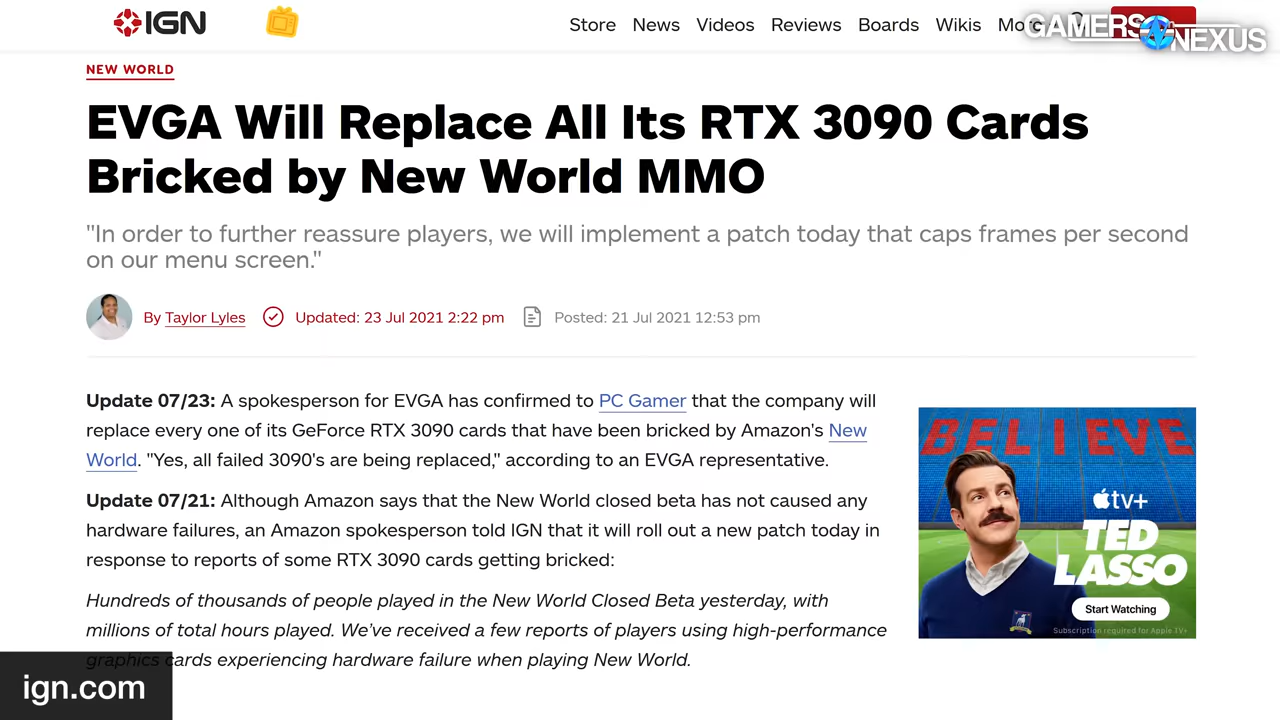 IGN
Store News Videos Reviews Boards Wikis
GAMERS NEXUS
NEW WORLD
EVGA Will Replace All Its RTX 3090 Cards
Bricked by New World MMO
"In order to further reassure players, we will implement a patch today that caps frames per second
on our menu screen."
By Taylor Lyles Updated: 23 Jul 2021 2:22 pm Posted: 21 Jul 2021 12:53 pm
Update 07/23: A spokesperson for EVGA has confirmed to PC Gamer that the company will
replace every one of its GeForce RTX 3090 cards that have been bricked by Amazon's New
World. "Yes, all failed 3090's are being replaced," according to an EVGA representative.
Update 07/21: Although Amazon says that the New World closed beta has not caused any
hardware failures, an Amazon spokesperson told IGN that it will roll out a new patch today in
response to reports of some RTX 3090 cards getting bricked:
Hundreds of thousands of people played in the New World Closed Beta yesterday, with
millions of total hours played. We've received a few reports of players using high-performance
graphics cards experiencing hardware failure when playing New World.
BELIEVE
tv+
TED
LASSO
Start Watching
Subscription required for Apple TV+
ign.com